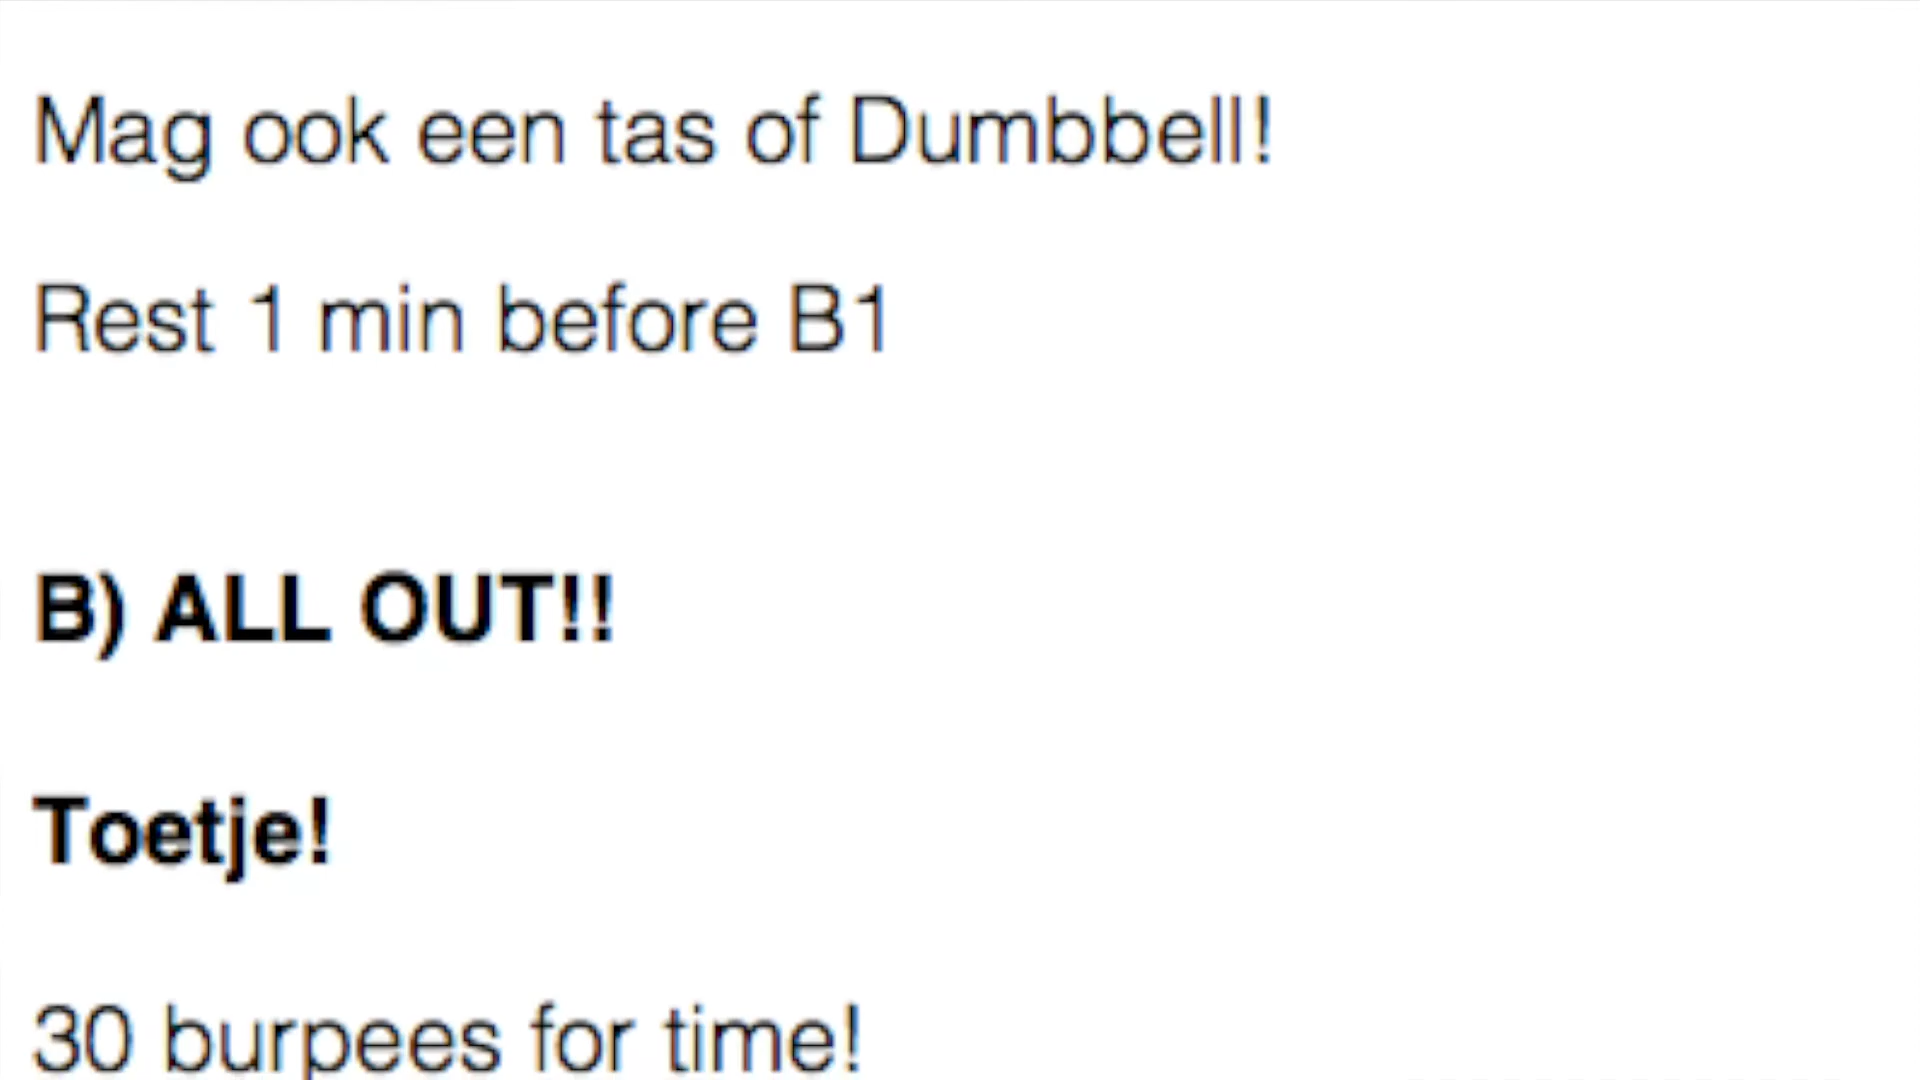 Mag ook een tas of Dumbbell!
Rest 1 min before B1
B) ALL OUT!!
Toetje!
30 burpees for time!